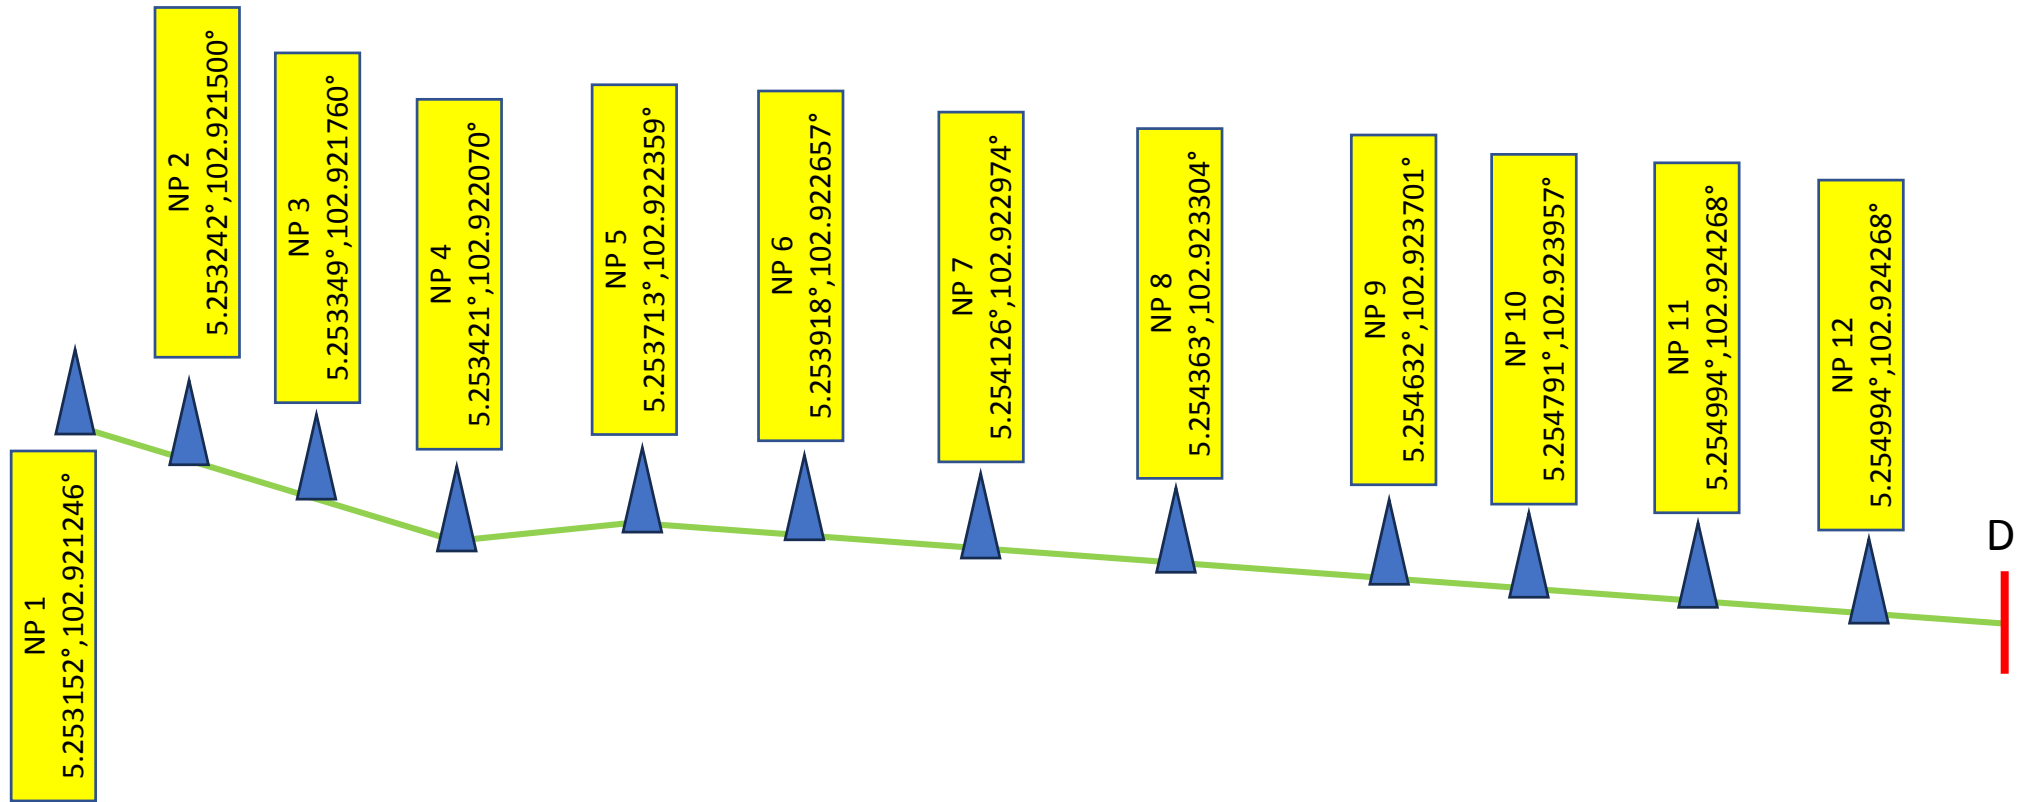 NP 1
5.253152°,102.921246°
NP 2
5.253242°,102.921500°
NP 3
5.253349°,102.921760°
NP 4
5.253421°,102.922070°
NP 5
5.253713°,102.922359°
NP 6
5.253918°,102.922657°
NP 7
5.254126°,102.922974°
NP 8
5.254363°,102.923304°
NP 9
5.254632°,102.923701°
NP 10
5.254791°,102.923957°
NP 11
5.254994°,102.924268°
NP 12
5.254994°,102.924268°
D